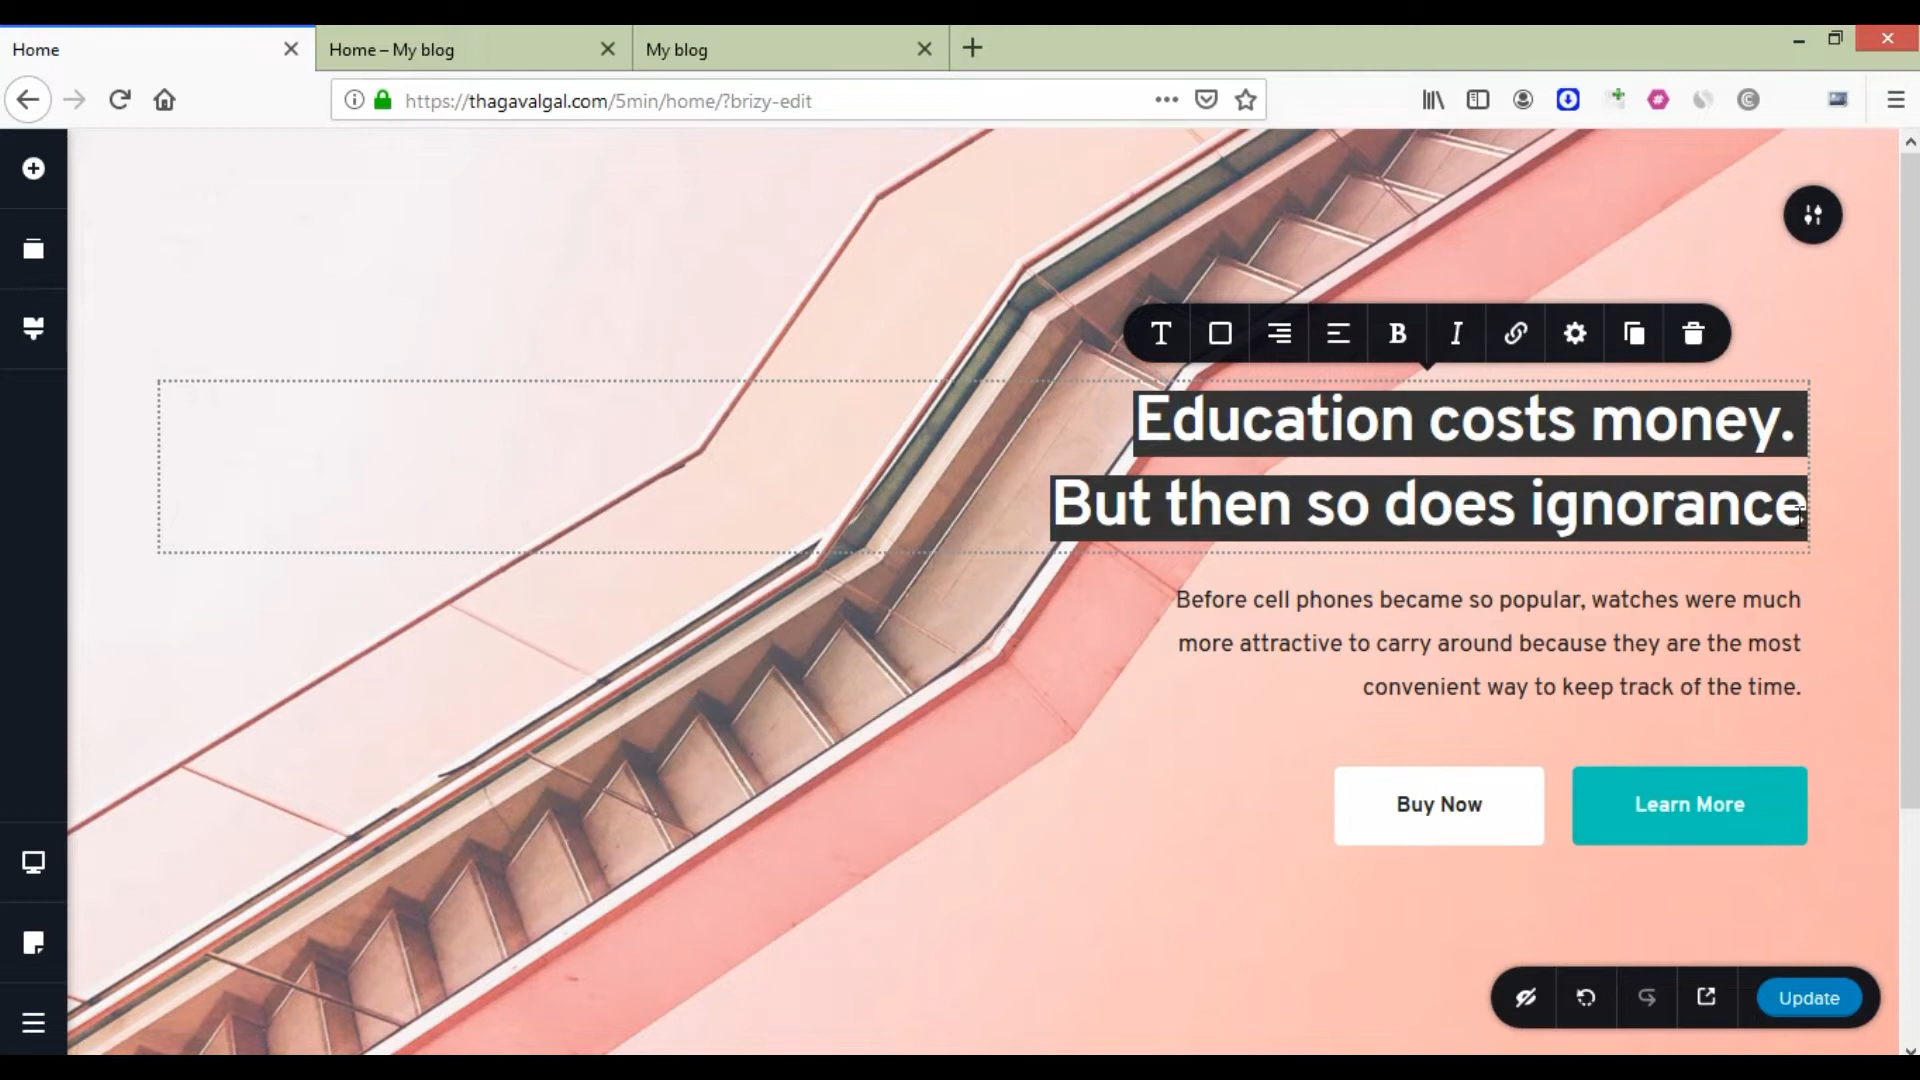 Home
Home – My blog
My blog
https://thagavalgal.com/5min/home/?brizy-edit
T
B
I
Education costs money.
But then so does ignorance
Before cell phones became so popular, watches were much
more attractive to carry around because they are the most
convenient way to keep track of the time.
Buy Now
Learn More
Update